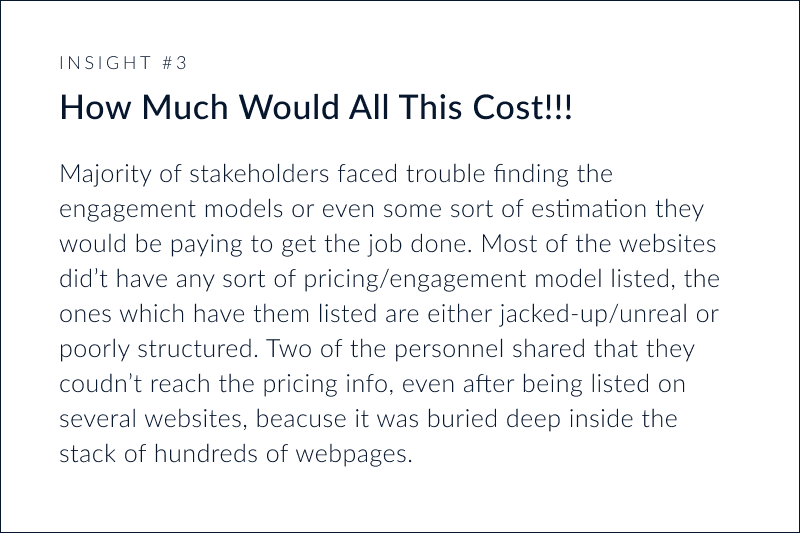 INSIGHT #3
How Much Would All This Cost!!!
Majority of stakeholders faced trouble finding the
engagement models or even some sort of estimation they
would be paying to get the job done. Most of the websites
did’t have any sort of pricing/engagement model listed, the
ones which have them listed are either jacked-up/unreal or
poorly structured. Two of the personnel shared that they
coudn’t reach the pricing info, even after being listed on
several websites, beacuse it was buried deep inside the
stack of hundreds of webpages.